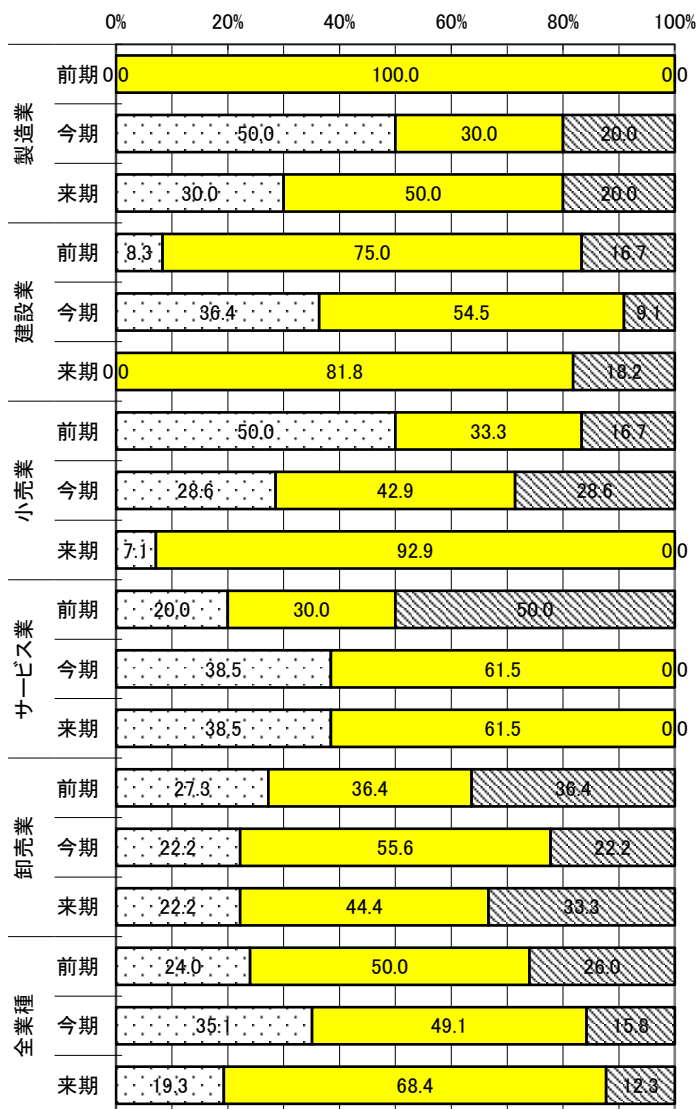 0% 20% 40% 60% 80% 100%
製造業
前期 0.0 100.0 0.0
今期 50.0 30.0 20.0
来期 30.0 50.0 20.0
建設業
前期 8.3 75.0 16.7
今期 36.4 54.5 9.1
来期 0.0 81.8 18.2
小売業
前期 50.0 33.3 16.7
今期 28.6 42.9 28.6
来期 7.1 92.9 0.0
サービス業
前期 20.0 30.0 50.0
今期 38.5 61.5 0.0
来期 38.5 61.5 0.0
卸売業
前期 27.3 36.4 36.4
今期 22.2 55.6 22.2
来期 22.2 44.4 33.3
全業種
前期 24.0 50.0 26.0
今期 35.1 49.1 15.8
来期 19.3 68.4 12.3